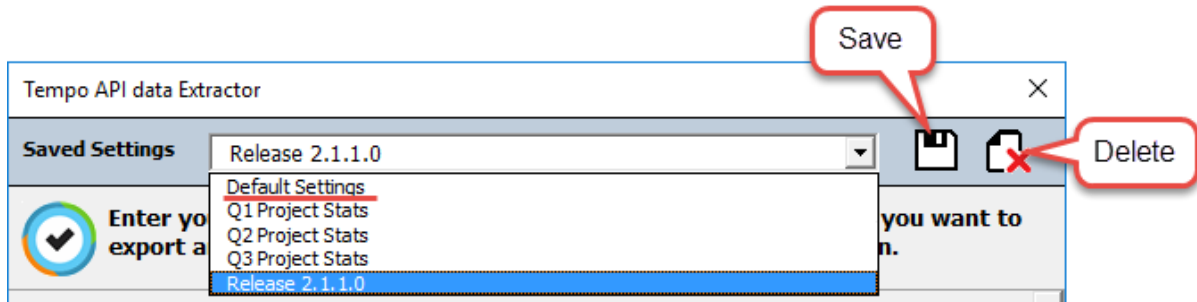 Save
Tempo API data Extractor
Saved Settings
Release 2.1.1.0
Delete
Default Settings
Q1 Project Stats
Q2 Project Stats
Q3 Project Stats
Release 2.1.1.0
Enter yo
you want to
export a
n.